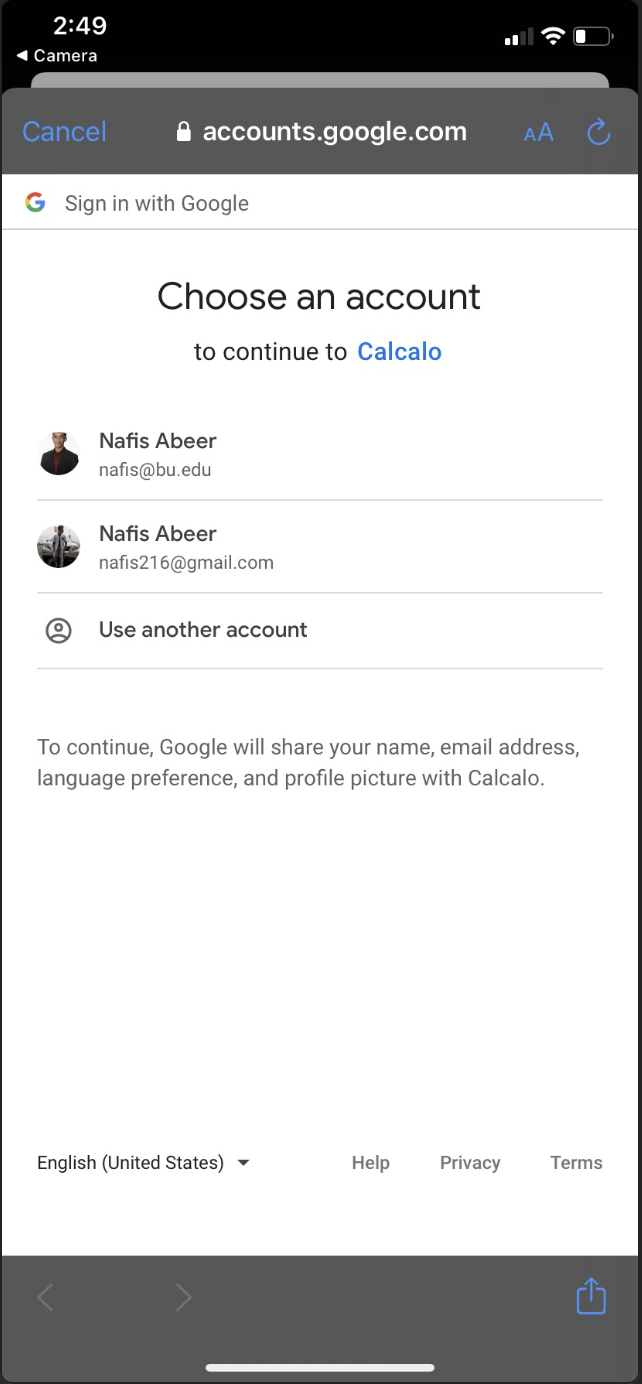 2:49
Camera
Cancel
accounts.google.com
AA
Sign in with Google
Choose an account
to continue to Calcalo
Nafis Abeer
nafis@bu.edu
Nafis Abeer
nafis216@gmail.com
Use another account
To continue, Google will share your name, email address,
language preference, and profile picture with Calcalo.
English (United States)
Help
Privacy
Terms